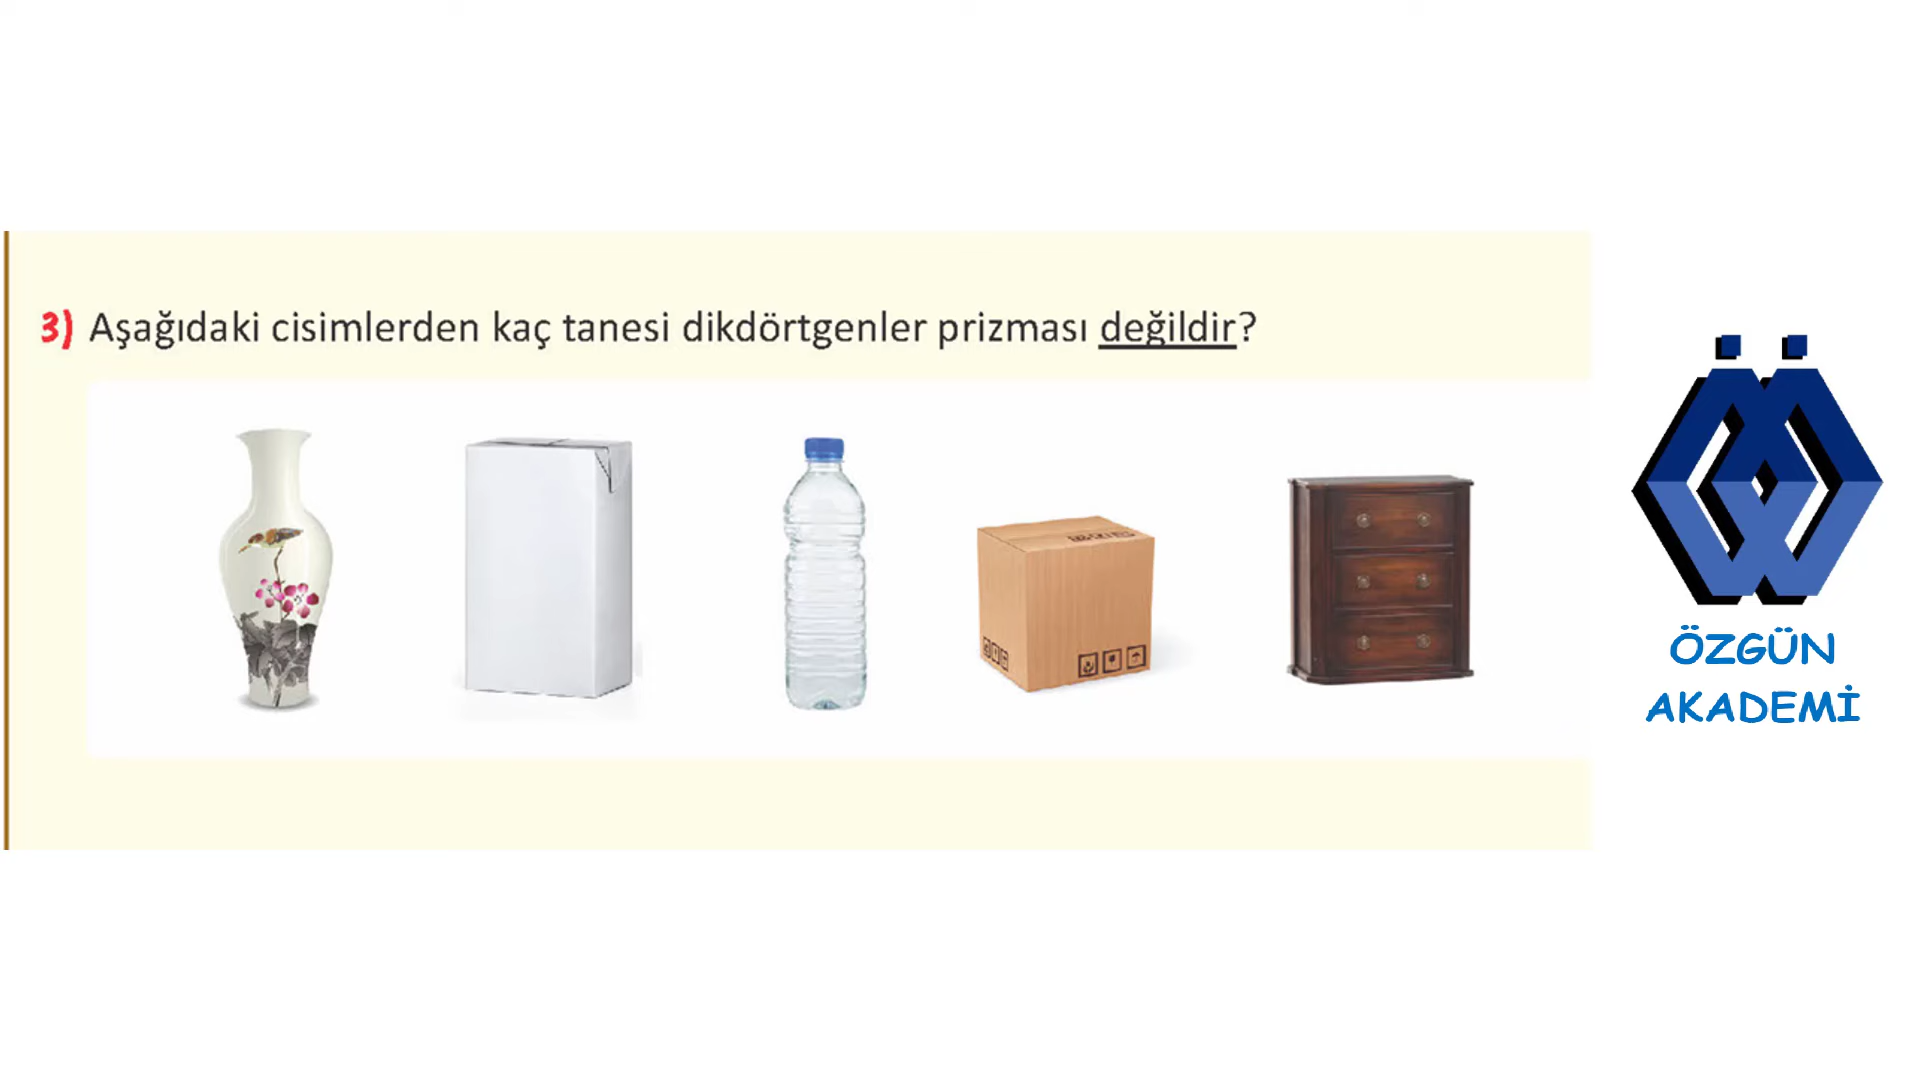 3) Aşağıdaki cisimlerden kaç tanesi dikdörtgenler prizması değildir?
ÖZGÜN
AKADEMİ